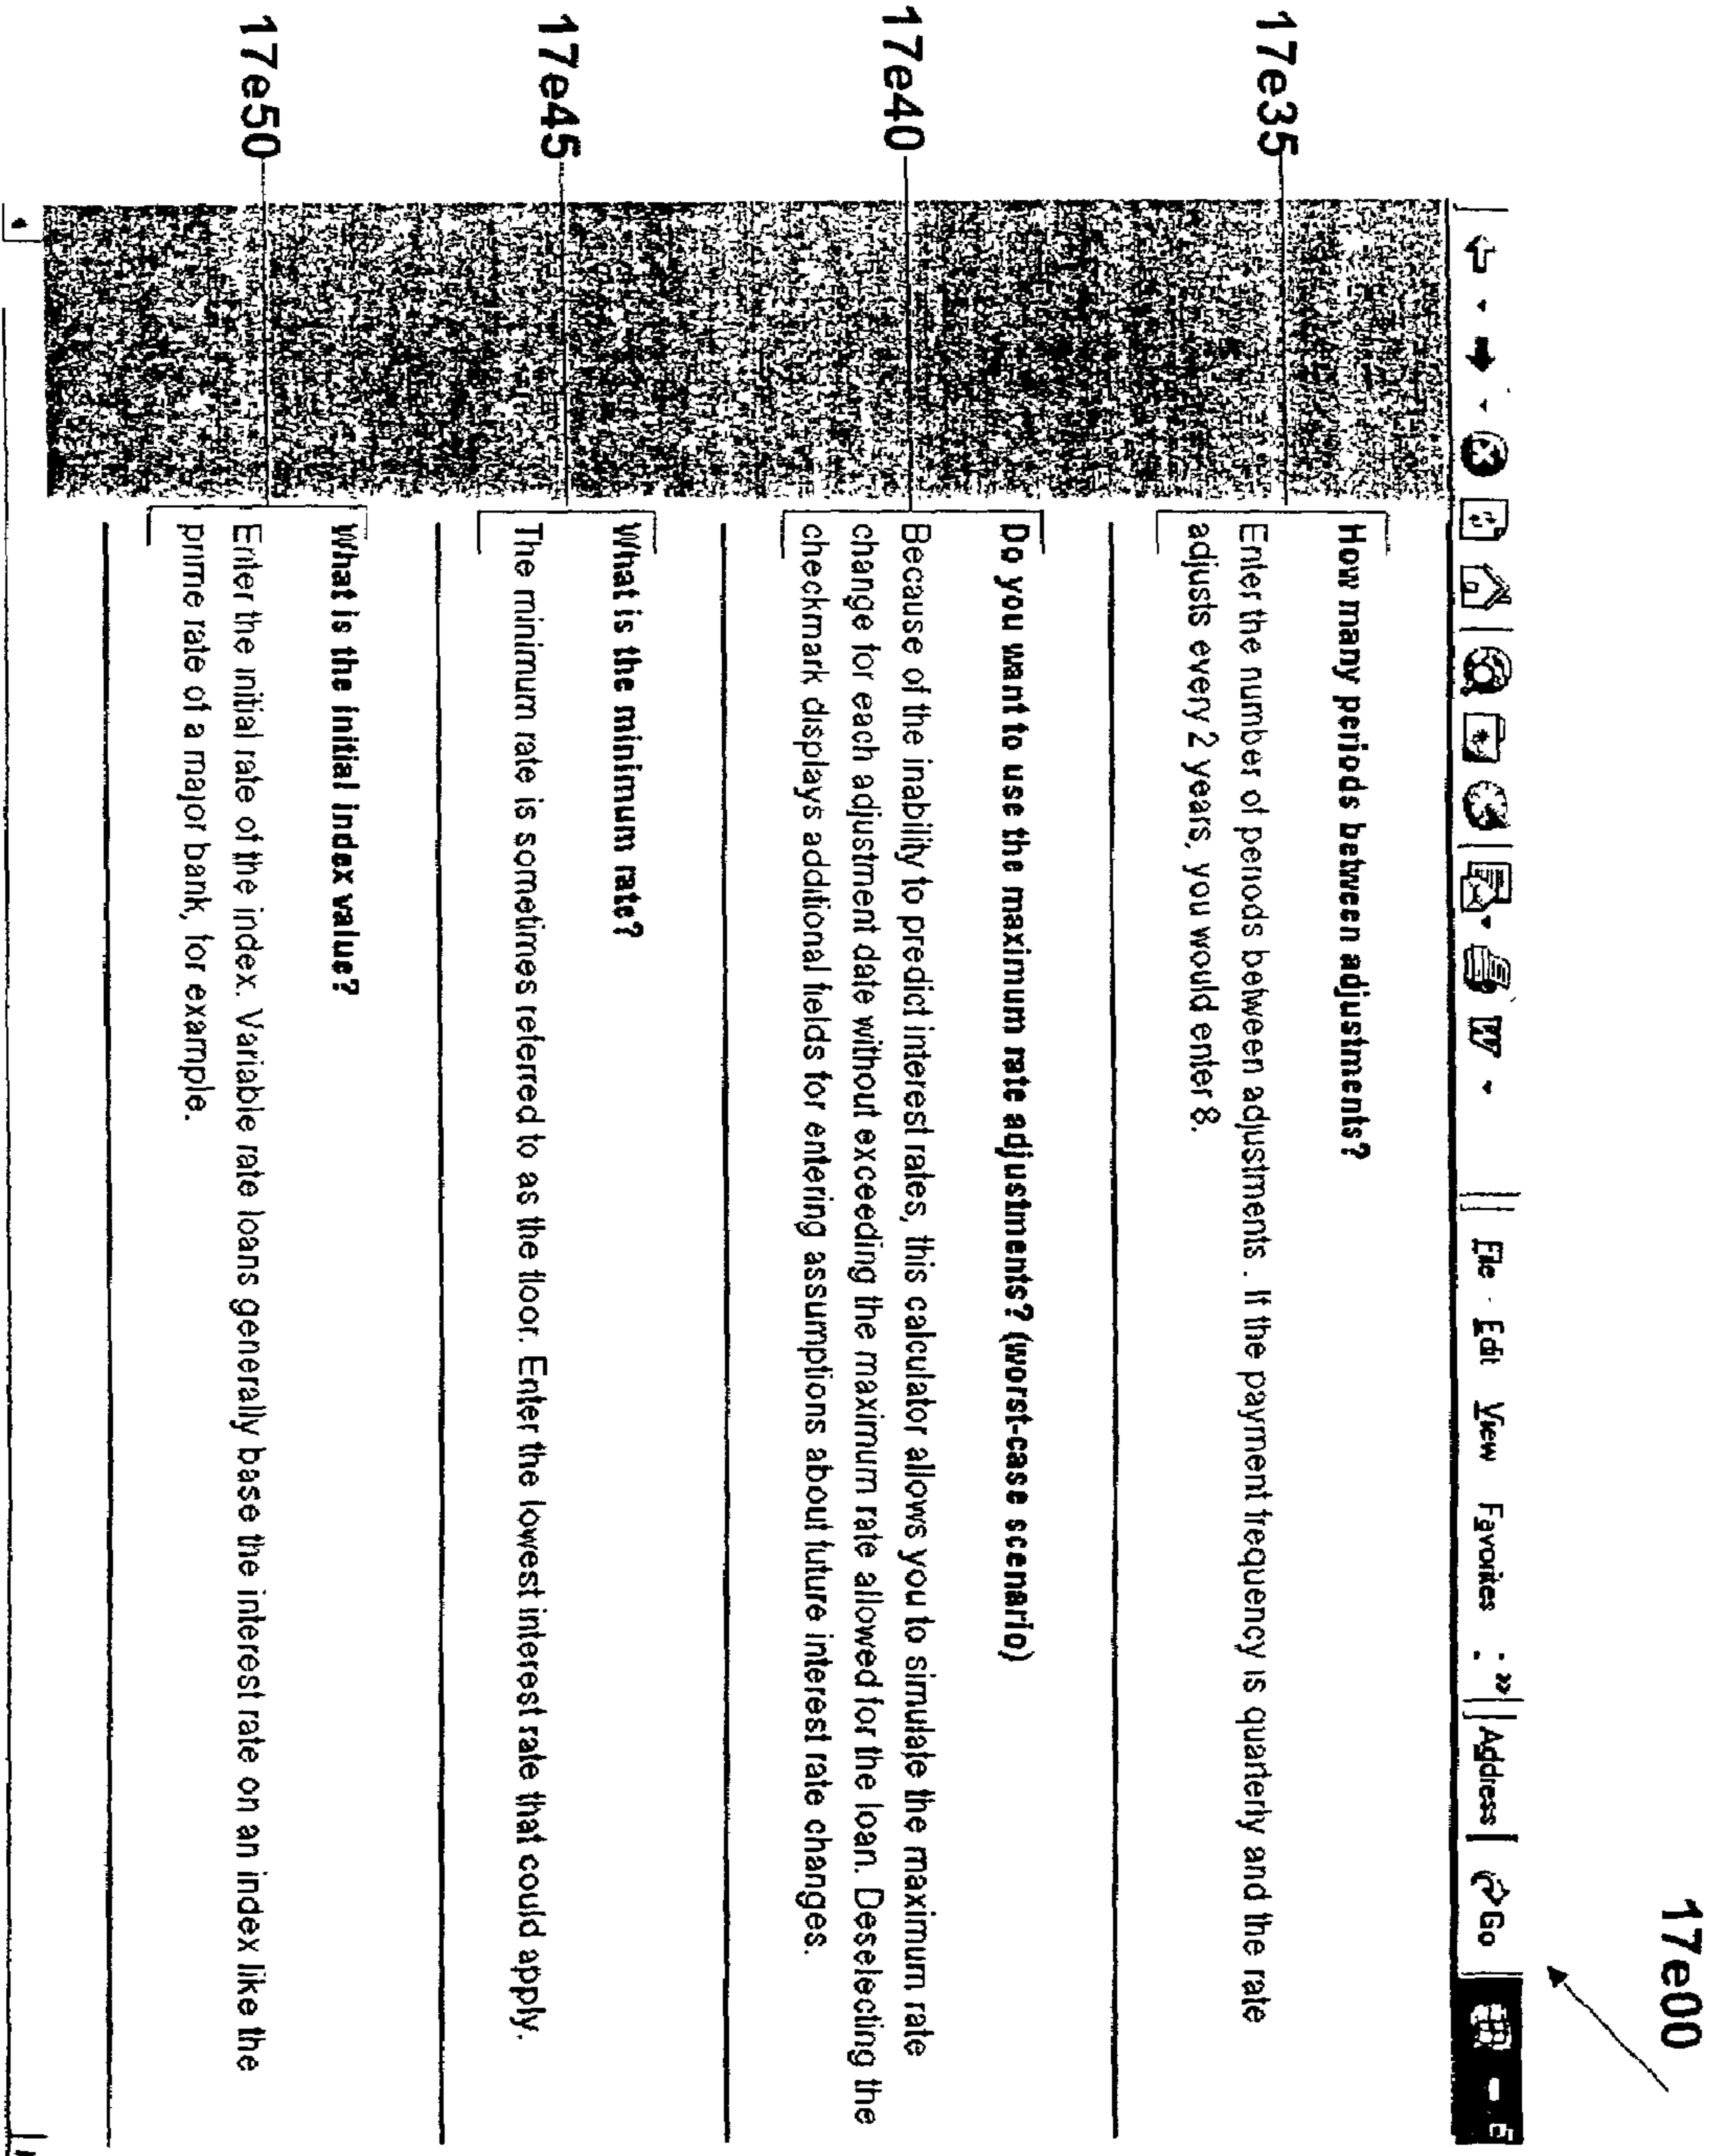 17e00
File Edit View Favorites » Address Go
17e35
How many periods between adjustments?
Enter the number of periods between adjustments . If the payment frequency is quarterly and the rate
adjusts every 2 years, you would enter 8.
17e40
Do you want to use the maximum rate adjustments? (worst-case scenario)
Because of the inability to predict interest rates, this calculator allows you to simulate the maximum rate
change for each adjustment date without exceeding the maximum rate allowed for the loan. Deselecting the
checkmark displays additional fields for entering assumptions about future interest rate changes.
17e45
What is the minimum rate?
The minimum rate is sometimes referred to as the floor. Enter the lowest interest rate that could apply.
17e50
What is the initial index value?
Enter the initial rate of the index. Variable rate loans generally base the interest rate on an index like the
prime rate of a major bank, for example.